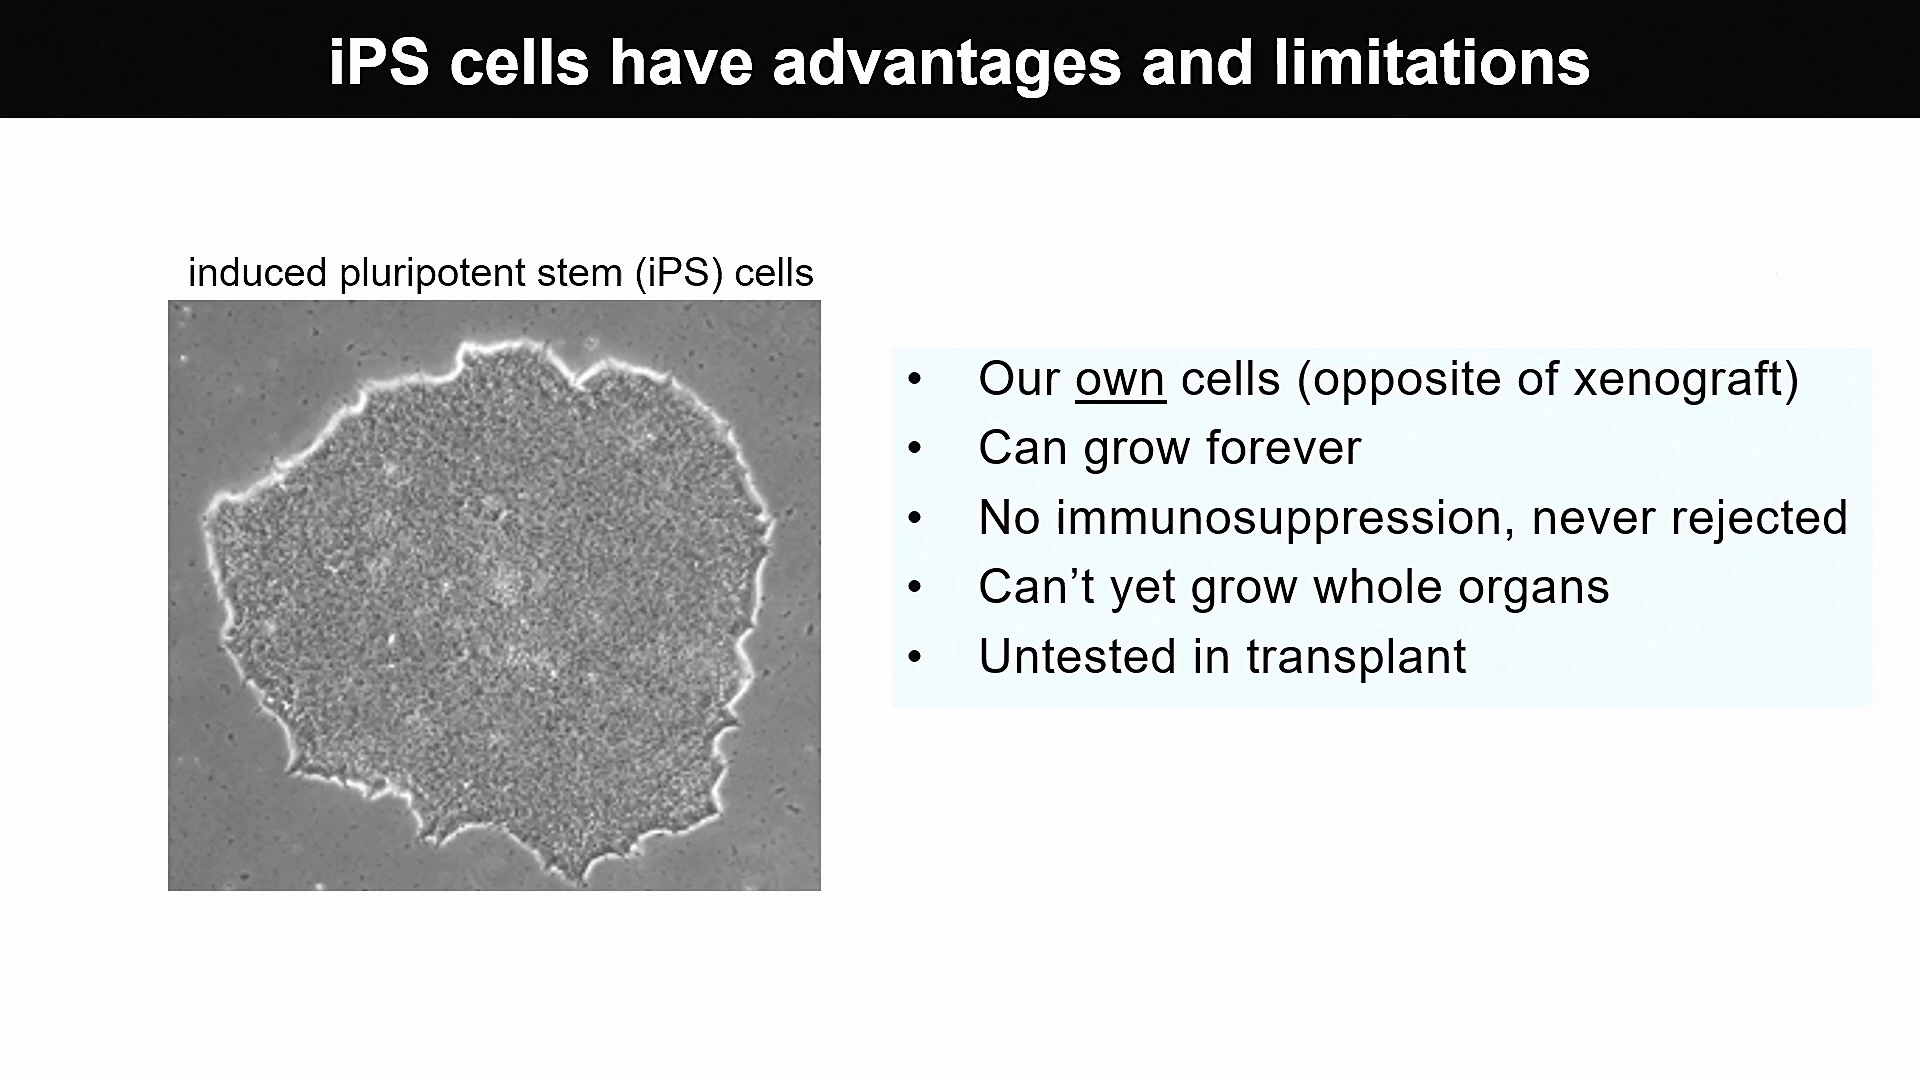 iPS cells have advantages and limitations
induced pluripotent stem (iPS) cells
• Our own cells (opposite of xenograft)
• Can grow forever
• No immunosuppression, never rejected
• Can’t yet grow whole organs
• Untested in transplant